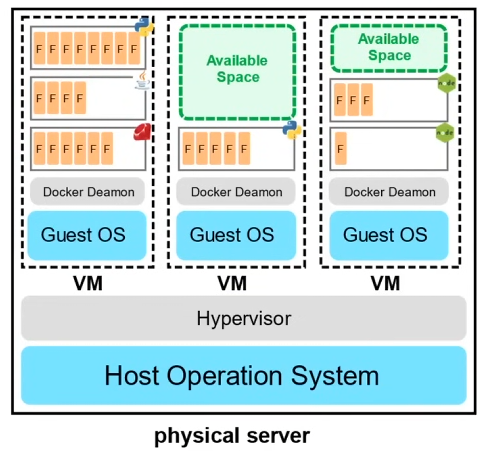 F F F F F F F F
F F F F
F F F F F F
Docker Deamon
Guest OS
VM
Available
Space
F F F F F
Docker Deamon
Guest OS
VM
Available
Space
F F F
F
Docker Deamon
Guest OS
VM
Hypervisor
Host Operation System
physical server